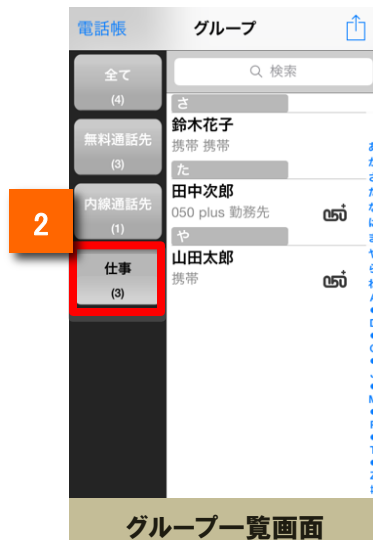 電話帳 グループ
全て
(4)
無料通話先
(3)
内線通話先
(1)
仕事
(3)
2
検索
さ
鈴木花子
携帯 携帯
た
田中次郎
050 plus 勤務先
050
や
山田太郎
携帯
050
グループ一覧画面